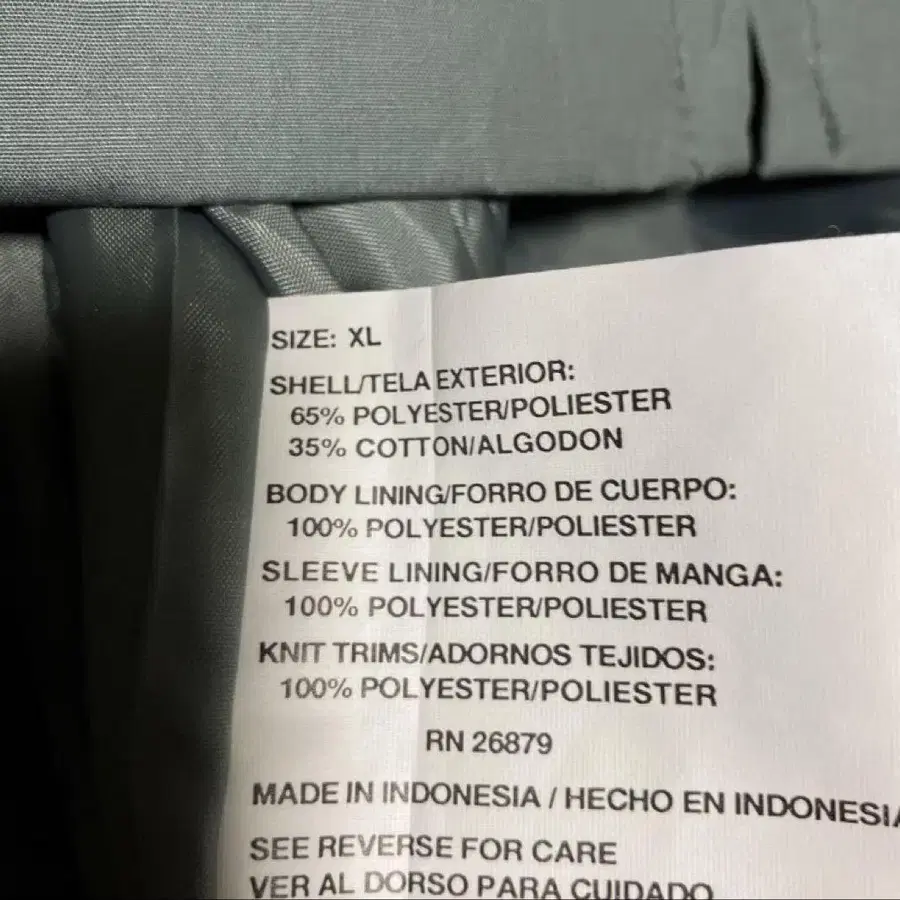 SIZE: XL
SHELL/TELA EXTERIOR:
65% POLYESTER/POLIESTER
35% COTTON/ALGODON
BODY LINING/FORRO DE CUERPO:
100% POLYESTER/POLIESTER
SLEEVE LINING/FORRO DE MANGA:
100% POLYESTER/POLIESTER
KNIT TRIMS/ADORNOS TEJIDOS:
100% POLYESTER/POLIESTER
RN 26879
MADE IN INDONESIA / HECHO EN INDONESIA
SEE REVERSE FOR CARE
VER AL DORSO PARA CUIDADO